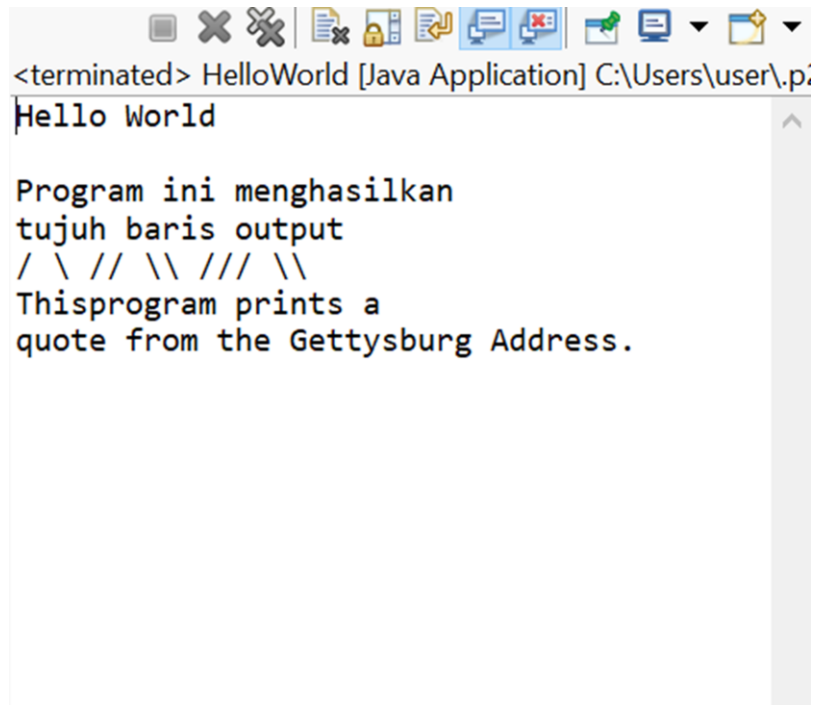 <terminated> HelloWorld [Java Application] C:\Users\user\.p2
Hello World
Program ini menghasilkan
tujuh baris output
/ \ // \\ /// \\
Thisprogram prints a
quote from the Gettysburg Address.